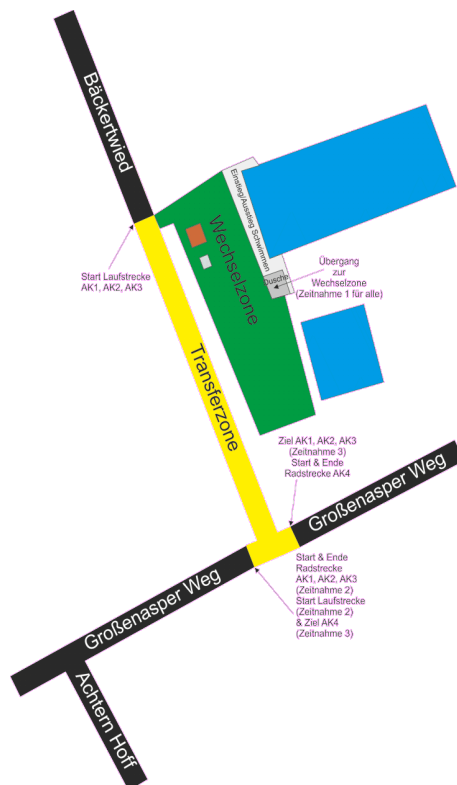 Bäckertwied
Einstieg/Ausstieg Schwimmen
Wechselzone
Dusche
Übergang
zur
Wechselzone
(Zeitnahme 1 für alle)
Start Laufstrecke
AK1, AK2, AK3
Transferzone
Ziel AK1, AK2, AK3
(Zeitnahme 3)
Start & Ende
Radstrecke AK4
Großenasper Weg
Start & Ende
Radstrecke
AK1, AK2, AK3
(Zeitnahme 2)
Start Laufstrecke
(Zeitnahme 2)
& Ziel AK4
(Zeitnahme 3)
Großenasper Weg
Achtern Hoff